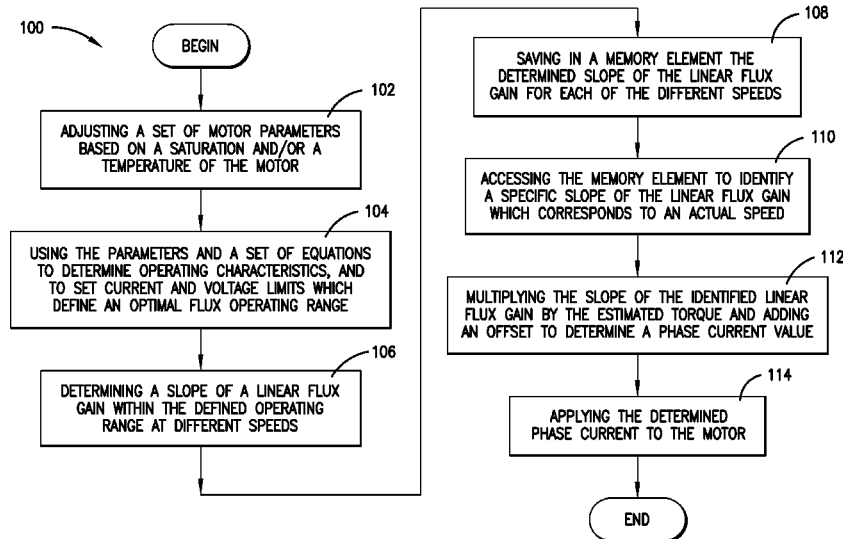 100
BEGIN
102
ADJUSTING A SET OF MOTOR PARAMETERS
BASED ON A SATURATION AND/OR A
TEMPERATURE OF THE MOTOR
104
USING THE PARAMETERS AND A SET OF EQUATIONS
TO DETERMINE OPERATING CHARACTERISTICS, AND
TO SET CURRENT AND VOLTAGE LIMITS WHICH
DEFINE AN OPTIMAL FLUX OPERATING RANGE
106
DETERMINING A SLOPE OF A LINEAR FLUX
GAIN WITHIN THE DEFINED OPERATING
RANGE AT DIFFERENT SPEEDS
108
SAVING IN A MEMORY ELEMENT THE
DETERMINED SLOPE OF THE LINEAR FLUX
GAIN FOR EACH OF THE DIFFERENT SPEEDS
110
ACCESSING THE MEMORY ELEMENT TO IDENTIFY
A SPECIFIC SLOPE OF THE LINEAR FLUX GAIN
WHICH CORRESPONDS TO AN ACTUAL SPEED
112
MULTIPLYING THE SLOPE OF THE IDENTIFIED LINEAR
FLUX GAIN BY THE ESTIMATED TORQUE AND ADDING
AN OFFSET TO DETERMINE A PHASE CURRENT VALUE
114
APPLYING THE DETERMINED
PHASE CURRENT TO THE MOTOR
END